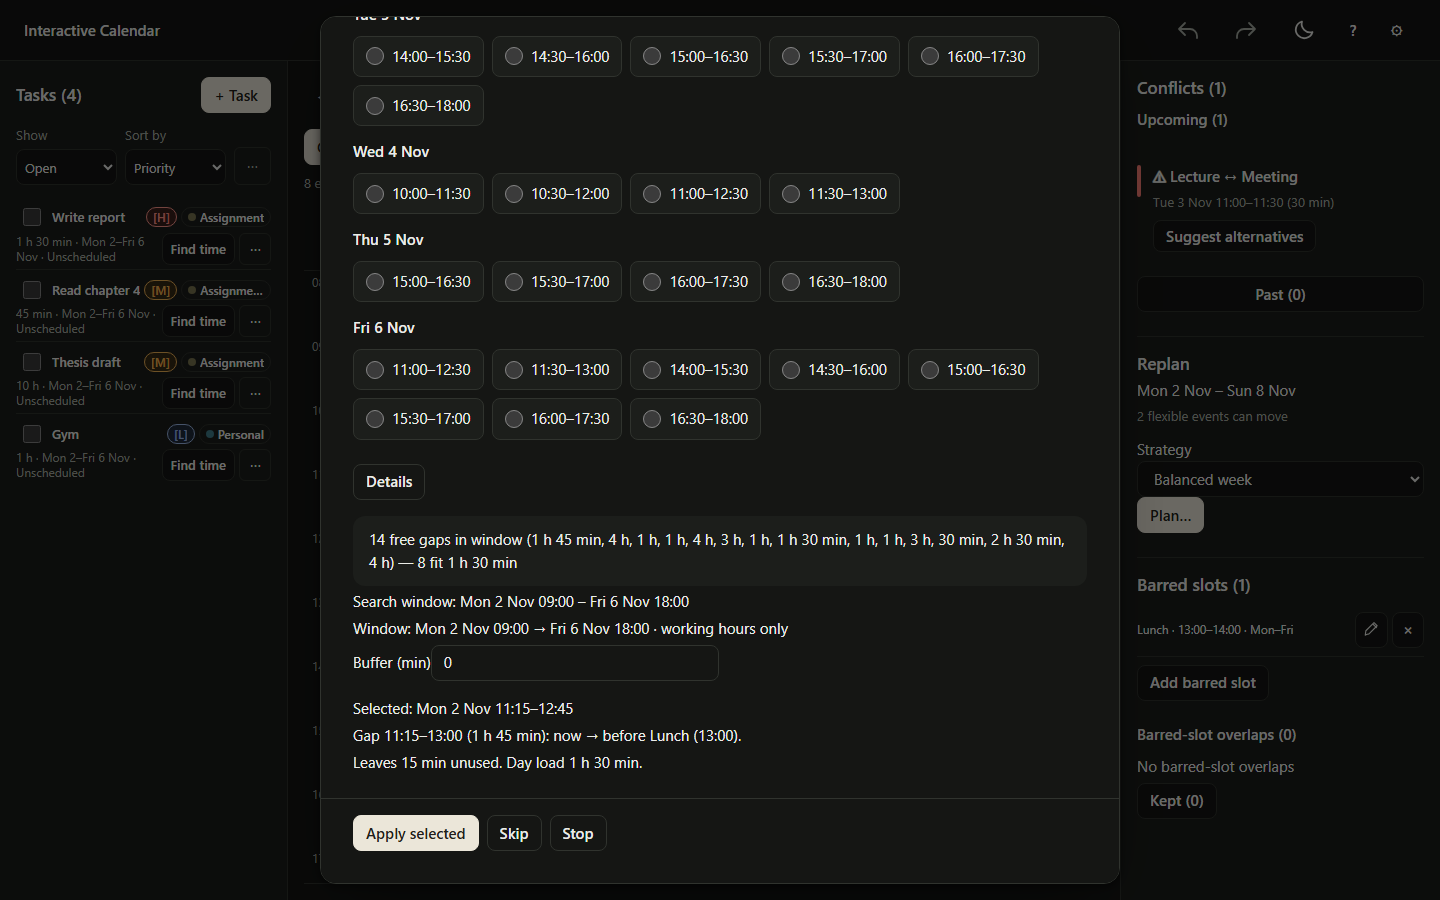 Interactive Calendar
?
Tasks (4)
+ Task
Show
Sort by
Open
Priority
...
Write report
[H]
Assignment
1 h 30 min · Mon 2–Fri 6
Nov · Unscheduled
Find time
...
Read chapter 4
[M]
Assignme...
45 min · Mon 2–Fri 6 Nov ·
Unscheduled
Find time
...
Thesis draft
[M]
Assignment
10 h · Mon 2–Fri 6 Nov ·
Unscheduled
Find time
...
Gym
[L]
Personal
1 h · Mon 2–Fri 6 Nov ·
Unscheduled
Find time
...
8 e
14:00–15:30
14:30–16:00
15:00–16:30
15:30–17:00
16:00–17:30
16:30–18:00
Wed 4 Nov
10:00–11:30
10:30–12:00
11:00–12:30
11:30–13:00
Thu 5 Nov
15:00–16:30
15:30–17:00
16:00–17:30
16:30–18:00
Fri 6 Nov
11:00–12:30
11:30–13:00
14:00–15:30
14:30–16:00
15:00–16:30
15:30–17:00
16:00–17:30
16:30–18:00
Details
14 free gaps in window (1 h 45 min, 4 h, 1 h, 1 h, 4 h, 3 h, 1 h, 1 h 30 min, 1 h, 1 h, 3 h, 30 min, 2 h 30 min,
4 h) — 8 fit 1 h 30 min
Search window: Mon 2 Nov 09:00 – Fri 6 Nov 18:00
Window: Mon 2 Nov 09:00 → Fri 6 Nov 18:00 · working hours only
Buffer (min)
0
Selected: Mon 2 Nov 11:15–12:45
Gap 11:15–13:00 (1 h 45 min): now → before Lunch (13:00).
Leaves 15 min unused. Day load 1 h 30 min.
Apply selected
Skip
Stop
Conflicts (1)
Upcoming (1)
⚠ Lecture ↔ Meeting
Tue 3 Nov 11:00–11:30 (30 min)
Suggest alternatives
Past (0)
Replan
Mon 2 Nov – Sun 8 Nov
2 flexible events can move
Strategy
Balanced week
Plan...
Barred slots (1)
Lunch · 13:00–14:00 · Mon–Fri
×
Add barred slot
Barred-slot overlaps (0)
No barred-slot overlaps
Kept (0)